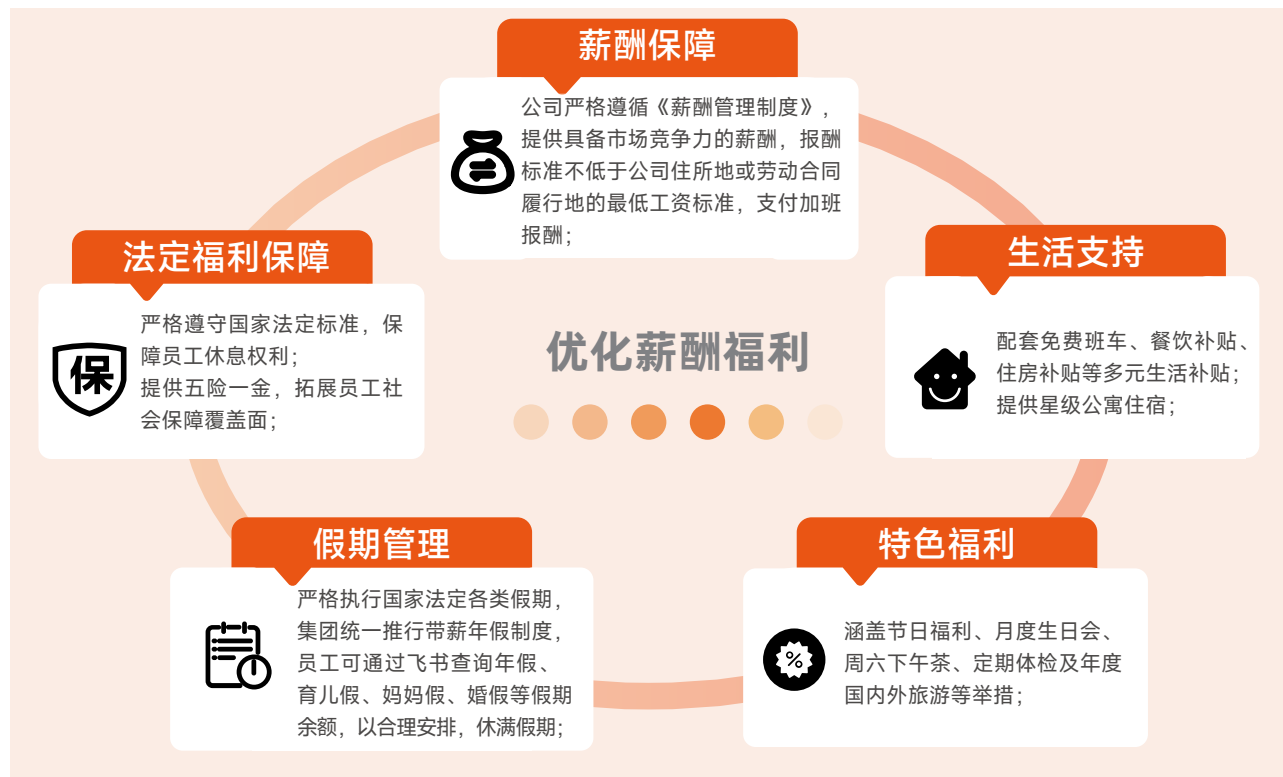 薪酬保障
公司严格遵循《薪酬管理制度》,
提供具备市场竞争力的薪酬，报酬
标准不低于公司住所地或劳动合同
履行地的最低工资标准，支付加班
报酬；
法定福利保障
保
严格遵守国家法定标准，保
障员工休息权利；
提供五险一金，拓展员工社
会保障覆盖面；
优化薪酬福利
生活支持
配套免费班车、餐饮补贴、
住房补贴等多元生活补贴；
提供星级公寓住宿；
假期管理
严格执行国家法定各类假期，
集团统一推行带薪年假制度，
员工可通过飞书查询年假、
育儿假、妈妈假、婚假等假期
余额，以合理安排，休满假期；
特色福利
%
涵盖节日福利、月度生日会、
周六下午茶、定期体检及年度
国内外旅游等举措；